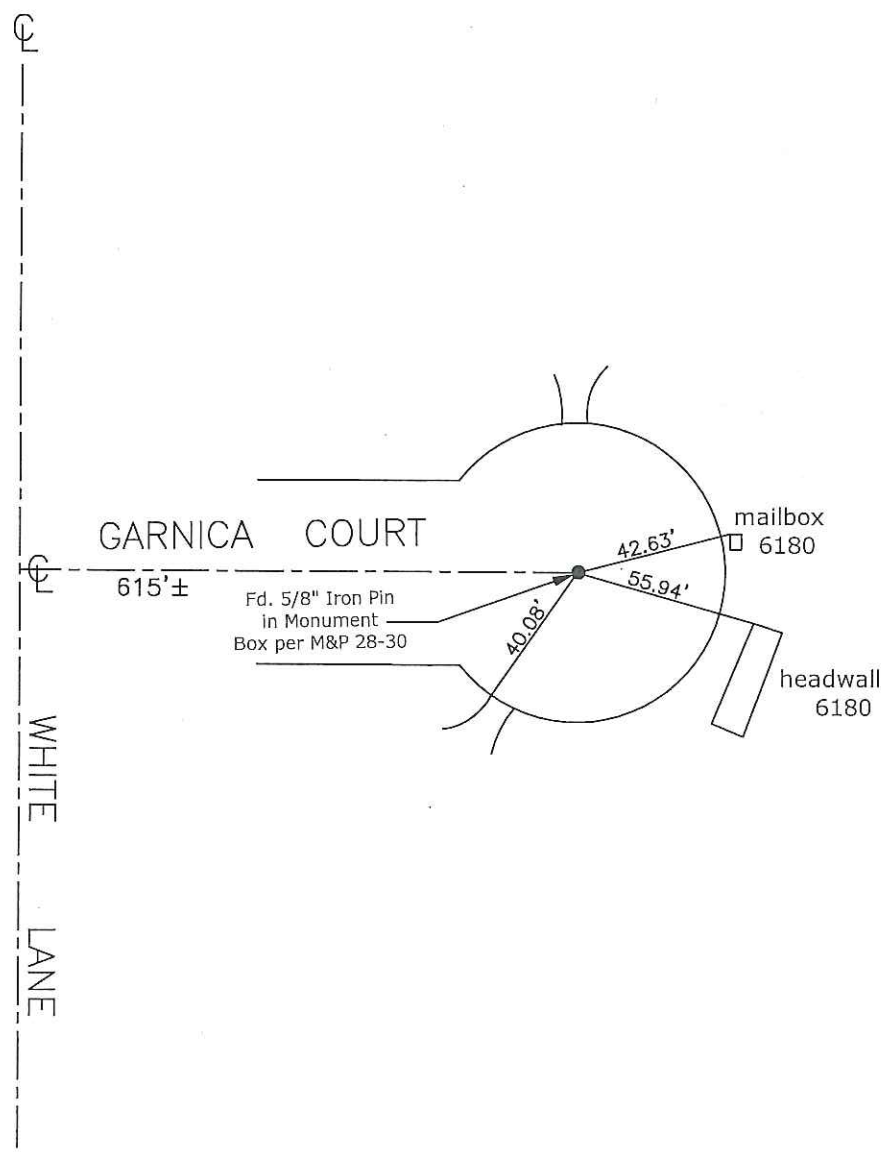 ℄
GARNICA COURT
℄
615'±
Fd. 5/8" Iron Pin
in Monument
Box per M&P 28-30
42.63'
55.94'
40.08'
mailbox
6180
headwall
6180
WHITE LANE